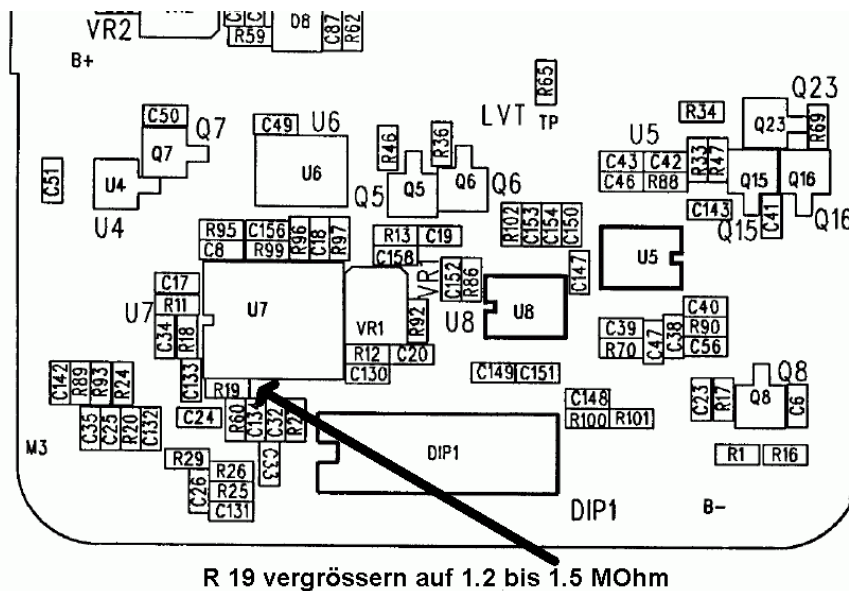 R59
D8
C87
R62
VR2
B+
R65
LVT
TP
C50
Q7
Q7
C49
U6
U6
R46
R36
Q5
Q5
Q6
Q6
R34
Q23
Q23
R69
U5
C43
C42
C46
R88
R33
R47
Q15
Q16
C143
C41
Q15
Q16
C51
U4
U4
R95
C156
C8
R99
R96
C18
R97
R13
C19
C158
VR
C152
R86
R102
C153
C154
C150
C147
U5
C17
R11
U7
U7
C34
R18
VR1
R92
U8
U8
C40
C39
R90
R70
C47
C38
C56
R12
C20
C130
C142
R89
R93
R24
C133
R19
C149
C151
Q8
Q8
C23
R17
C6
C148
R100
R101
C35
C25
R20
C132
C24
R60
C134
C32
M3
R29
C33
C26
R26
R25
C131
DIP1
DIP1
R1
R16
B-
R 19 vergrössern auf 1.2 bis 1.5 MOhm